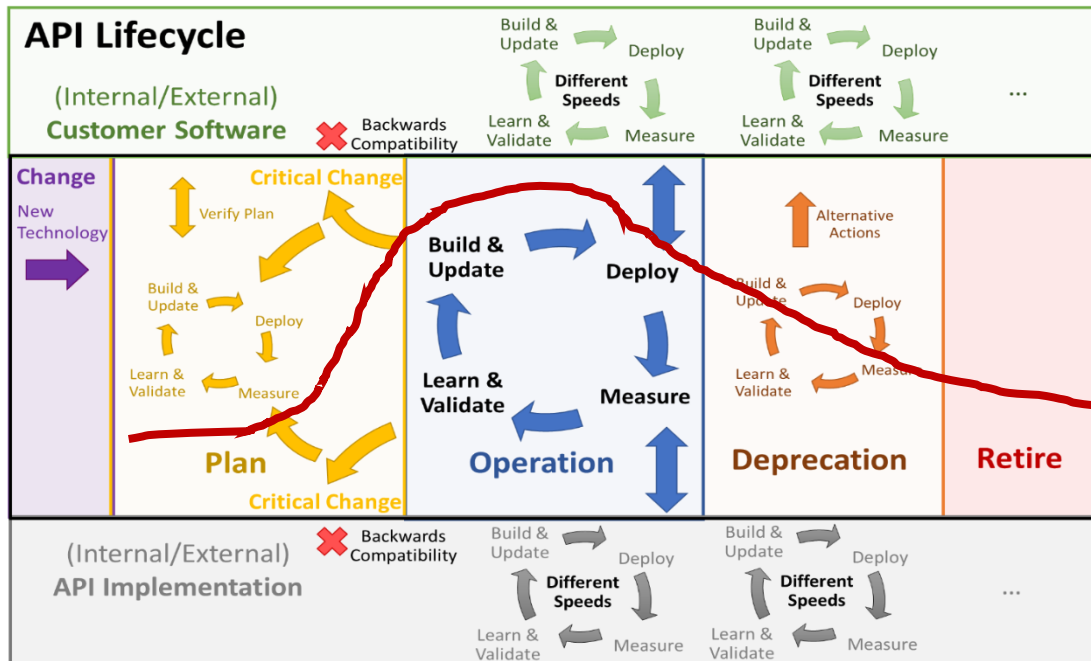 API Lifecycle
(Internal/External)
Customer Software
Build &
Update
Deploy
Different
Speeds
Learn &
Validate
Measure
Build &
Update
Deploy
Different
Speeds
Learn &
Validate
Measure
...
Backwards
Compatibility
Change
New
Technology
Critical Change
Verify Plan
Build &
Update
Deploy
Learn &
Validate
Measure
Plan
Critical Change
Build &
Update
Deploy
Learn &
Validate
Measure
Operation
Alternative
Actions
Build &
Update
Deploy
Learn &
Validate
Measure
Deprecation
Retire
(Internal/External)
API Implementation
Backwards
Compatibility
Build &
Update
Deploy
Different
Speeds
Learn &
Validate
Measure
Build &
Update
Deploy
Different
Speeds
Learn &
Validate
Measure
...